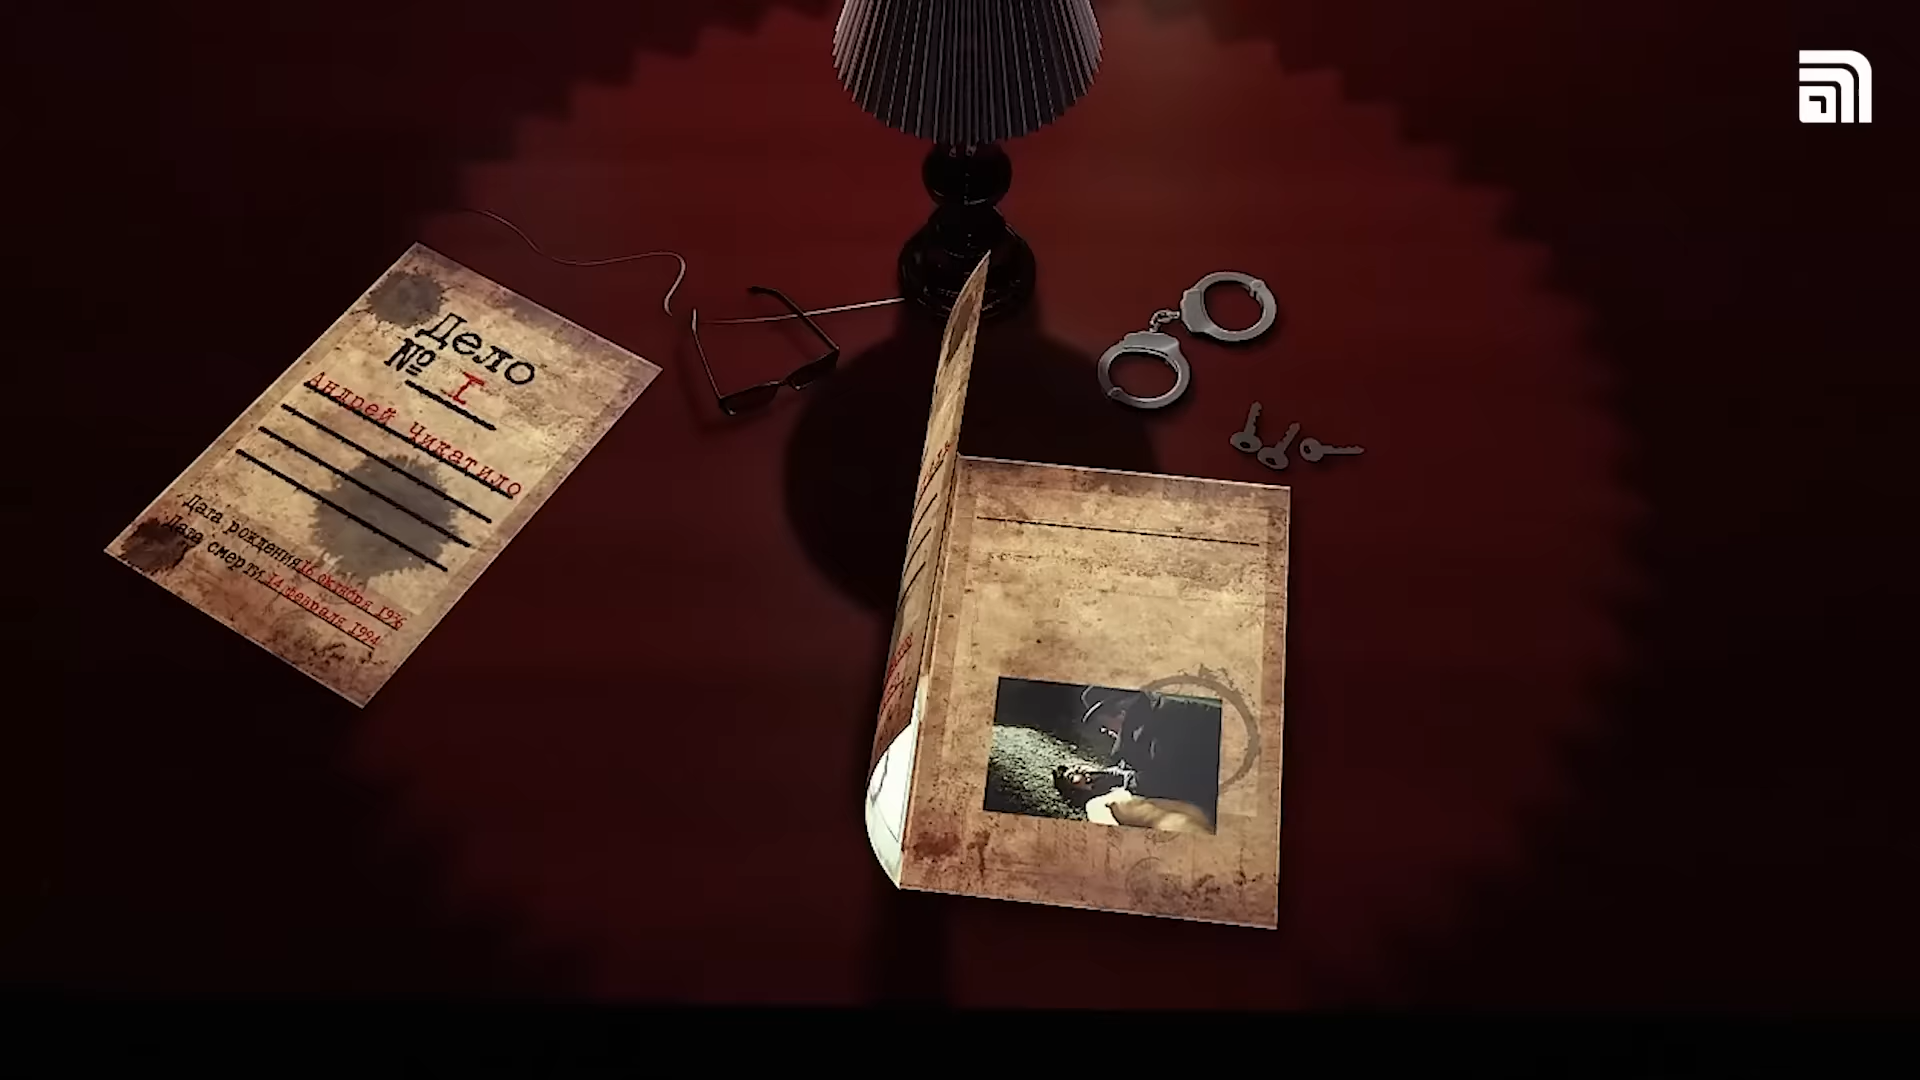 Дело
№ I
Андрей Чикатило
Дата рождения 16 октября 1936
Дата смерти 14 февраля 1994